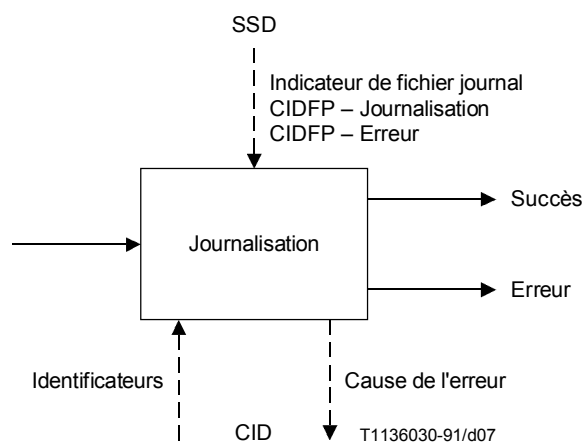 SSD
Indicateur de fichier journal
CIDFP – Journalisation
CIDFP – Erreur
Succès
Journalisation
Erreur
Identificateurs
Cause de l'erreur
CID
T1136030-91/d07